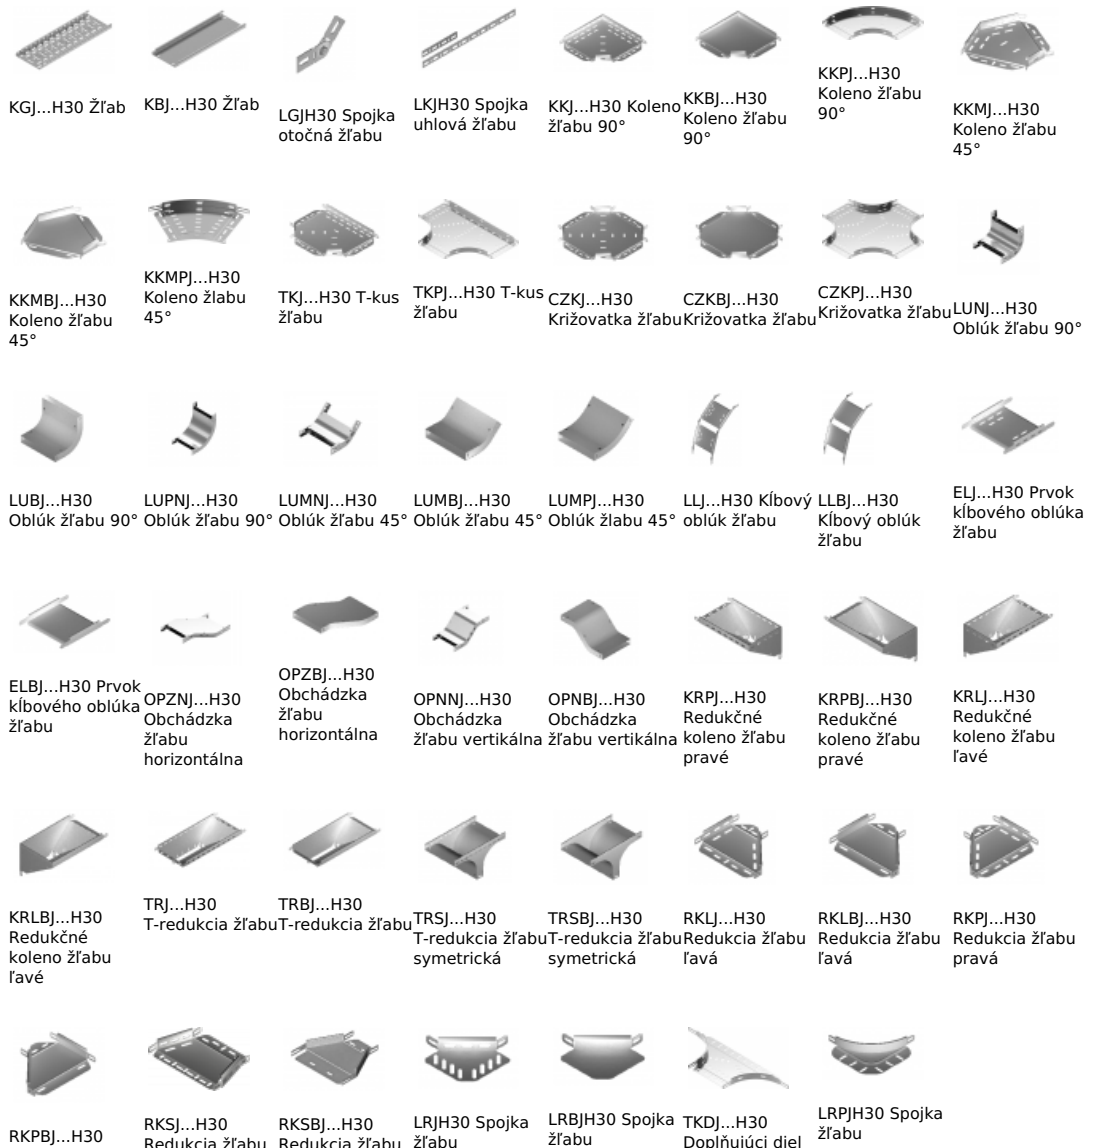 KGJ...H30 Žľab
KBJ...H30 Žľab
LGJH30 Spojka
otočná žľabu
LKJH30 Spojka
uhlová žľabu
KKJ...H30 Koleno
žľabu 90°
KKBJ...H30
Koleno žľabu
90°
KKPJ...H30
Koleno žľabu
90°
KKMJ...H30
Koleno žľabu
45°
KKMBJ...H30
Koleno žľabu
45°
KKMPJ...H30
Koleno žlabu
45°
TKJ...H30 T-kus
žľabu
TKPJ...H30 T-kus
žľabu
CZKJ...H30
Križovatka žľabu
CZKBJ...H30
Križovatka žľabu
CZKPJ...H30
Križovatka žľabu
LUNJ...H30
Oblúk žľabu 90°
LUBJ...H30
Oblúk žľabu 90°
LUPNJ...H30
Oblúk žľabu 90°
LUMNJ...H30
Oblúk žľabu 45°
LUMBJ...H30
Oblúk žľabu 45°
LUMPJ...H30
Oblúk žlabu 45°
LLJ...H30 Kĺbový
oblúk žľabu
LLBJ...H30
Kĺbový oblúk
žľabu
ELJ...H30 Prvok
kĺbového oblúka
žľabu
ELBJ...H30 Prvok
kĺbového oblúka
žľabu
OPZNJ...H30
Obchádzka
žľabu
horizontálna
OPZBJ...H30
Obchádzka
žľabu
horizontálna
OPNNJ...H30
Obchádzka
žľabu vertikálna
OPNBJ...H30
Obchádzka
žľabu vertikálna
KRPJ...H30
Redukčné
koleno žľabu
pravé
KRPBJ...H30
Redukčné
koleno žľabu
pravé
KRLJ...H30
Redukčné
koleno žľabu
ľavé
KRLBJ...H30
Redukčné
koleno žľabu
ľavé
TRJ...H30
T-redukcia žľabu
TRBJ...H30
T-redukcia žľabu
TRSJ...H30
T-redukcia žľabu
symetrická
TRSBJ...H30
T-redukcia žľabu
symetrická
RKLJ...H30
Redukcia žľabu
ľavá
RKLBJ...H30
Redukcia žľabu
ľavá
RKPJ...H30
Redukcia žľabu
pravá
RKPBJ...H30
RKSJ...H30
Redukcia žľabu
RKSBJ...H30
Redukcia žľabu
LRJH30 Spojka
žľabu
LRBJH30 Spojka
žľabu
TKDJ...H30
Doplňujúci diel
LRPJH30 Spojka
žľabu